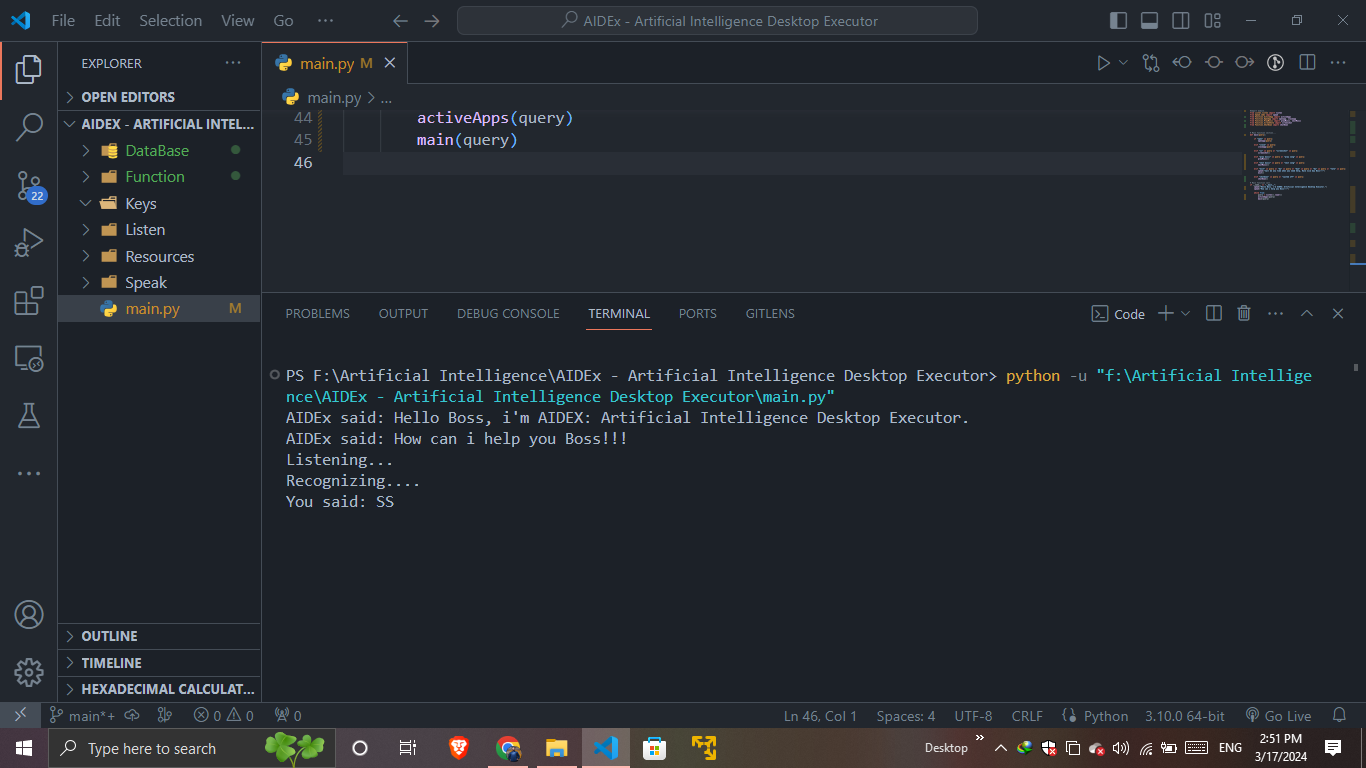 File Edit Selection View Go ··· AIDEx - Artificial Intelligence Desktop Executor
EXPLORER ···
OPEN EDITORS
AIDEX - ARTIFICIAL INTEL...
DataBase
Function
Keys
Listen
Resources
Speak
main.py M
OUTLINE
TIMELINE
HEXADECIMAL CALCULAT...
22
main.py M
main.py > ...
44 activeApps(query)
45 main(query)
46
PROBLEMS OUTPUT DEBUG CONSOLE TERMINAL PORTS GITLENS
Code
PS F:\Artificial Intelligence\AIDEx - Artificial Intelligence Desktop Executor> python -u "f:\Artificial Intellige
nce\AIDEx - Artificial Intelligence Desktop Executor\main.py"
AIDEx said: Hello Boss, i'm AIDEX: Artificial Intelligence Desktop Executor.
AIDEx said: How can i help you Boss!!!
Listening...
Recognizing....
You said: SS
main*+ 0 0 0 Ln 46, Col 1 Spaces: 4 UTF-8 CRLF Python 3.10.0 64-bit Go Live
Type here to search Desktop ENG 2:51 PM
3/17/2024